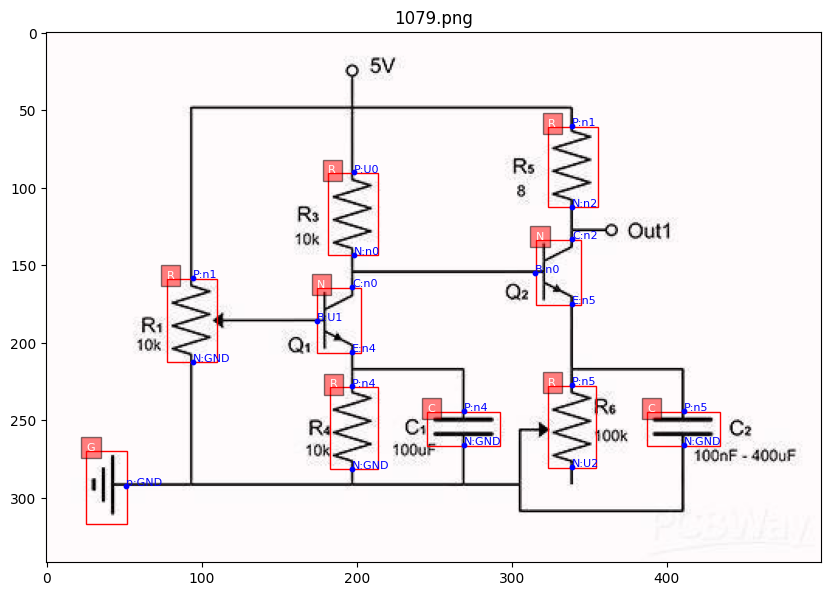 1079.png
0
50
100
150
200
250
300
0
100
200
300
400
5V
R
P:n1
R5
8
N:n2
R
P:U0
R3
10k
N:n0
N
C:n2
Out1
B:n0
Q2
E:n5
R
P:n1
R1
10k
N:GND
N
C:n0
B:U1
Q1
E:n4
R
P:n4
R4
10k
N:GND
C
P:n4
C1
100uF
N:GND
R
P:n5
R6
100k
N:U2
C
P:n5
C2
N:GND
100nF - 400uF
G
n:GND
PCBWay